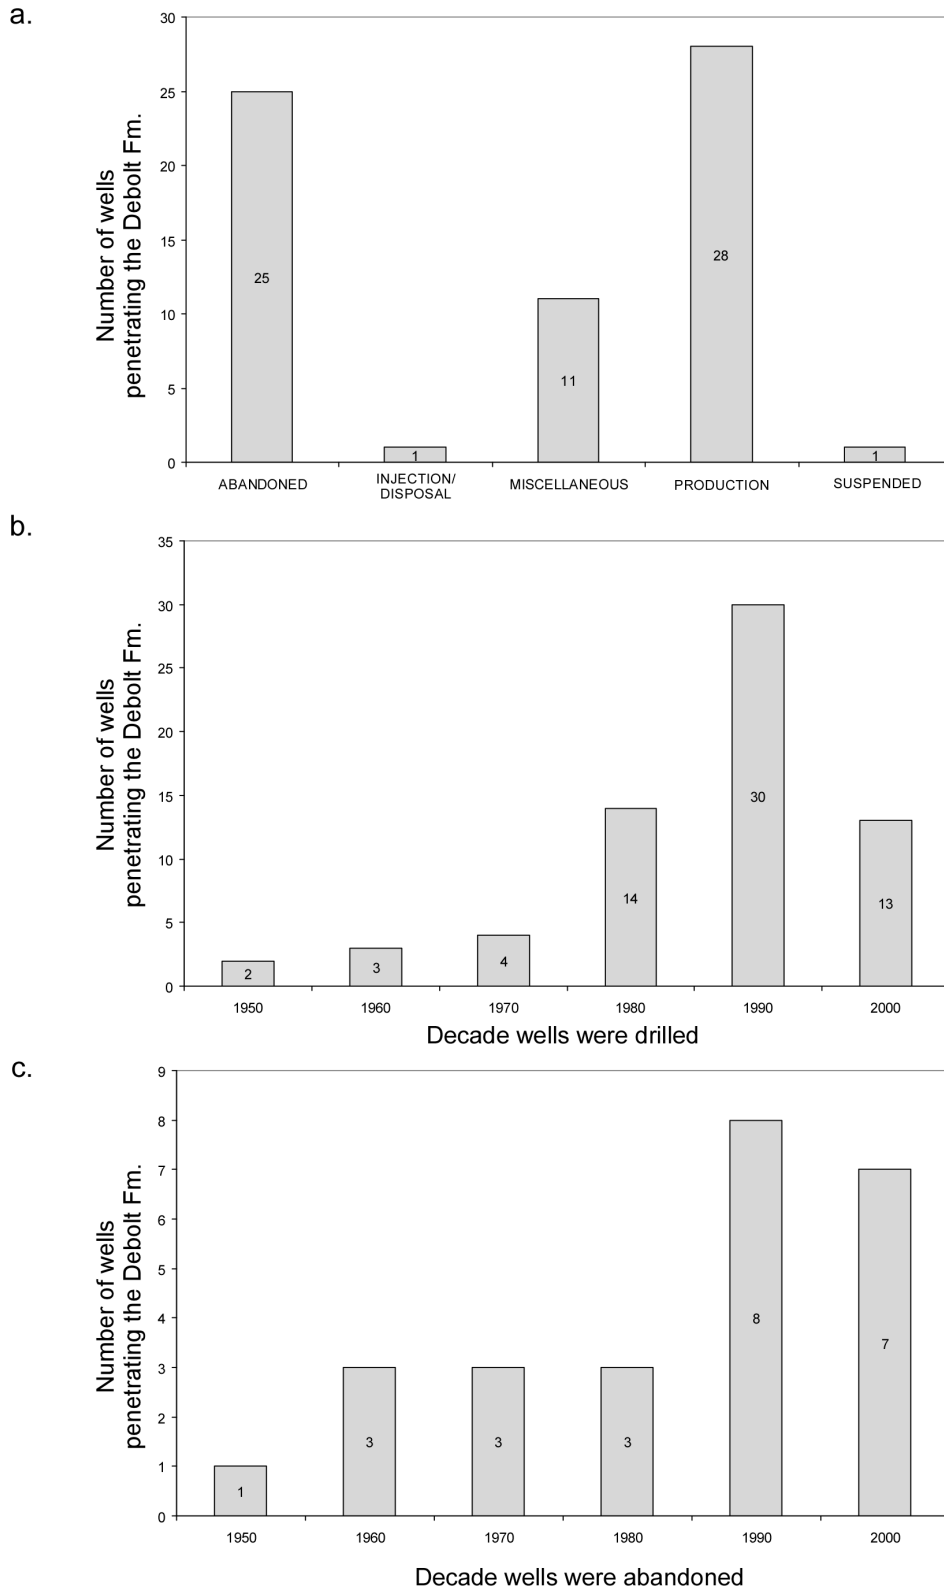 a.
Number of wells
penetrating the Debolt Fm.
30
25
20
15
10
5
0
25
1
11
28
1
ABANDONED
INJECTION/
DISPOSAL
MISCELLANEOUS
PRODUCTION
SUSPENDED
b.
Number of wells
penetrating the Debolt Fm.
35
30
25
20
15
10
5
0
2
3
4
14
30
13
1950 1960 1970 1980 1990 2000
Decade wells were drilled
c.
Number of wells
penetrating the Debolt Fm.
9
8
7
6
5
4
3
2
1
0
1
3
3
3
8
7
1950 1960 1970 1980 1990 2000
Decade wells were abandoned